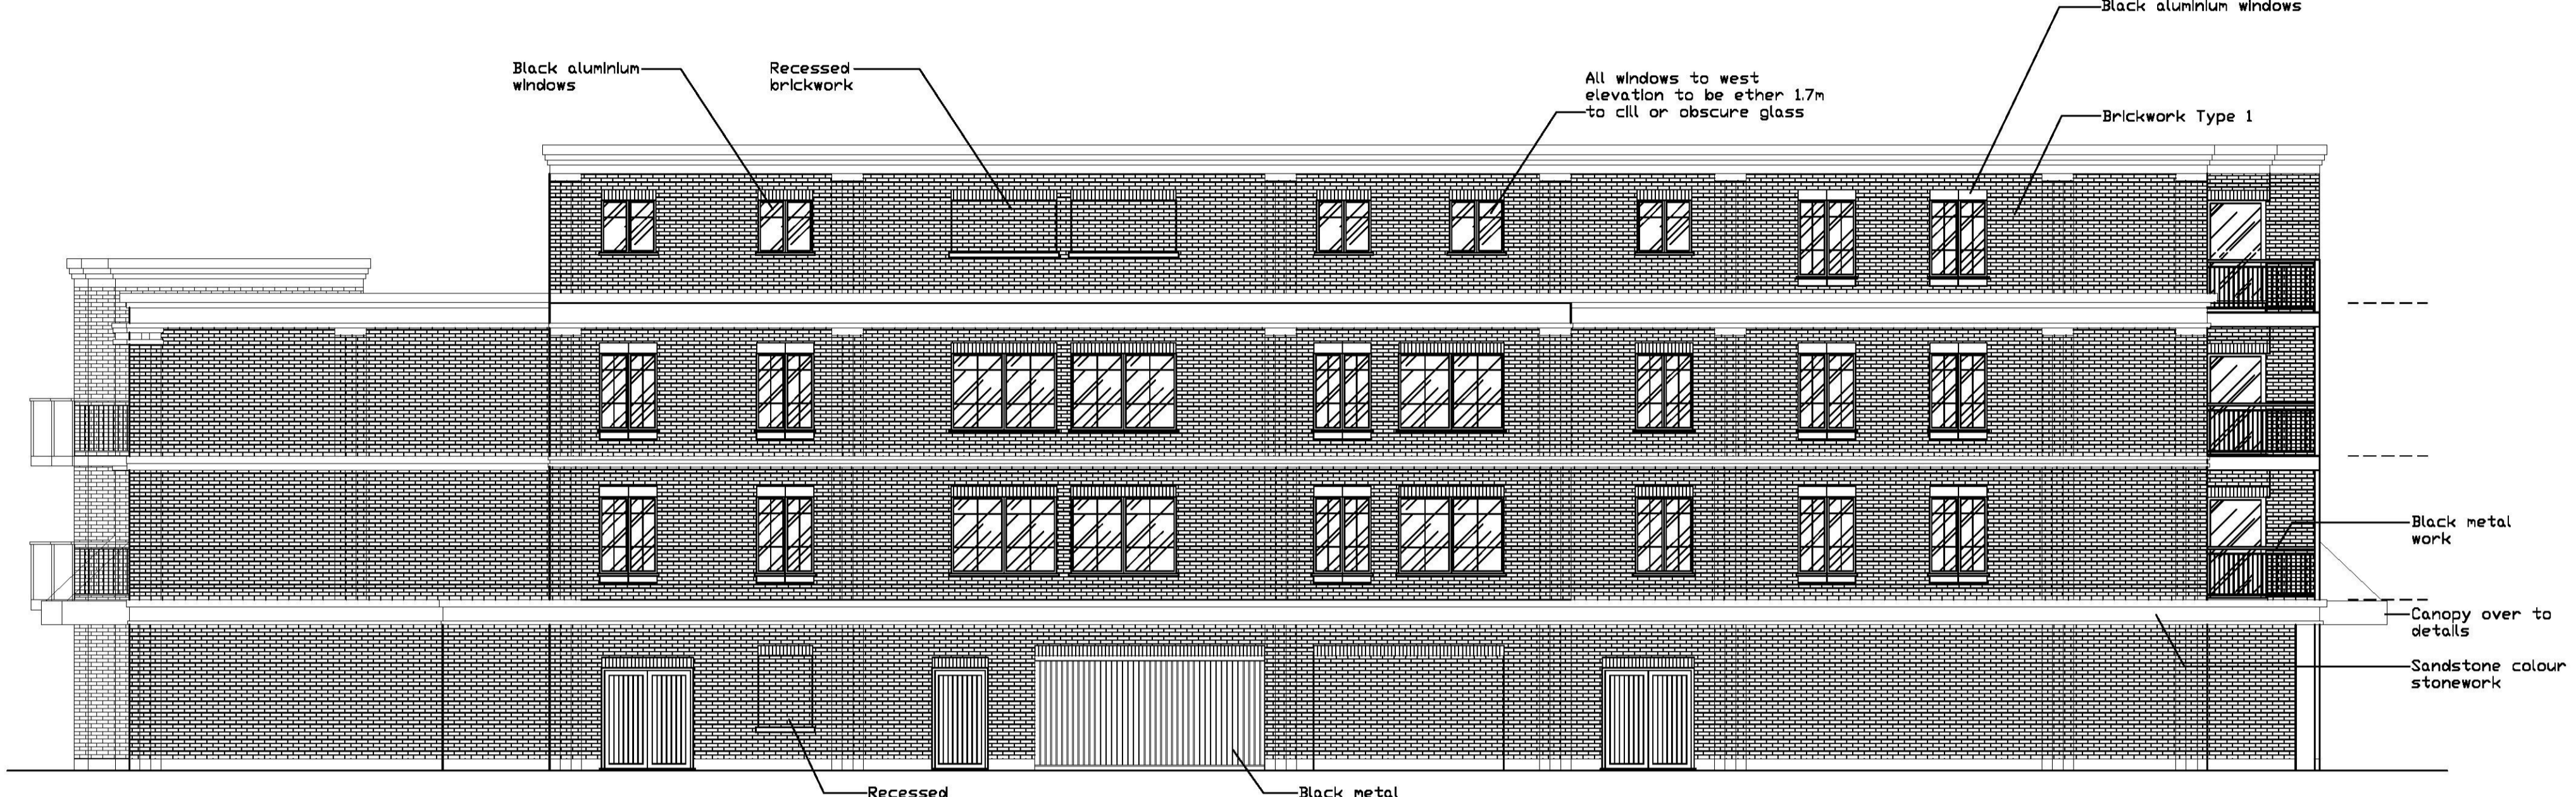 Black aluminium windows
Black aluminium
windows
Recessed
brickwork
All windows to west
elevation to be ether 1.7m
to cill or obscure glass
Brickwork Type 1
Black metal
work
Canopy over to
details
Sandstone colour
stonework
Recessed
Black metal